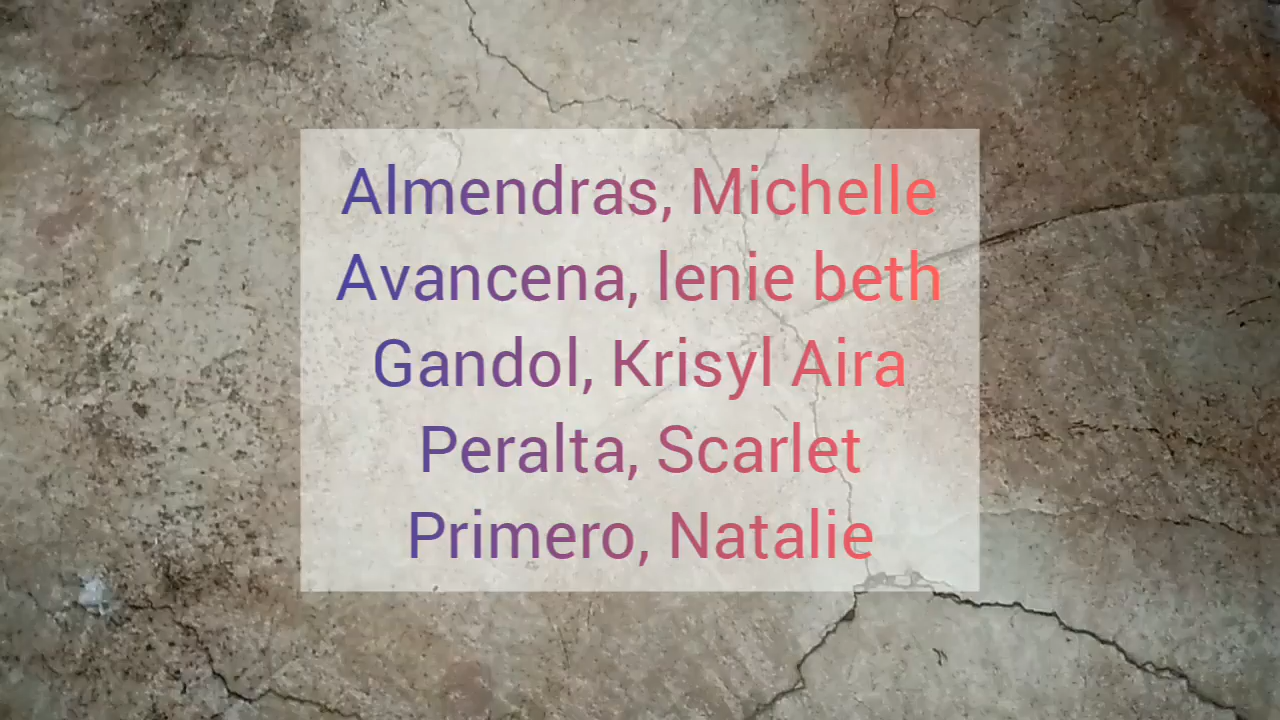 Almendras, Michelle
Avancena, lenie beth
Gandol, Krisyl Aira
Peralta, Scarlet
Primero, Natalie